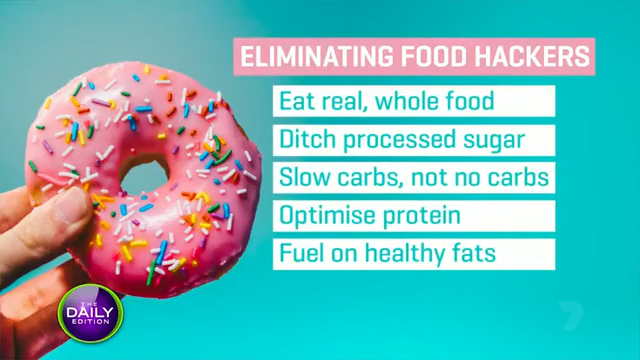 ELIMINATING FOOD HACKERS
Eat real, whole food
Ditch processed sugar
Slow carbs, not no carbs
Optimise protein
Fuel on healthy fats
THE
DAILY
EDITION
7